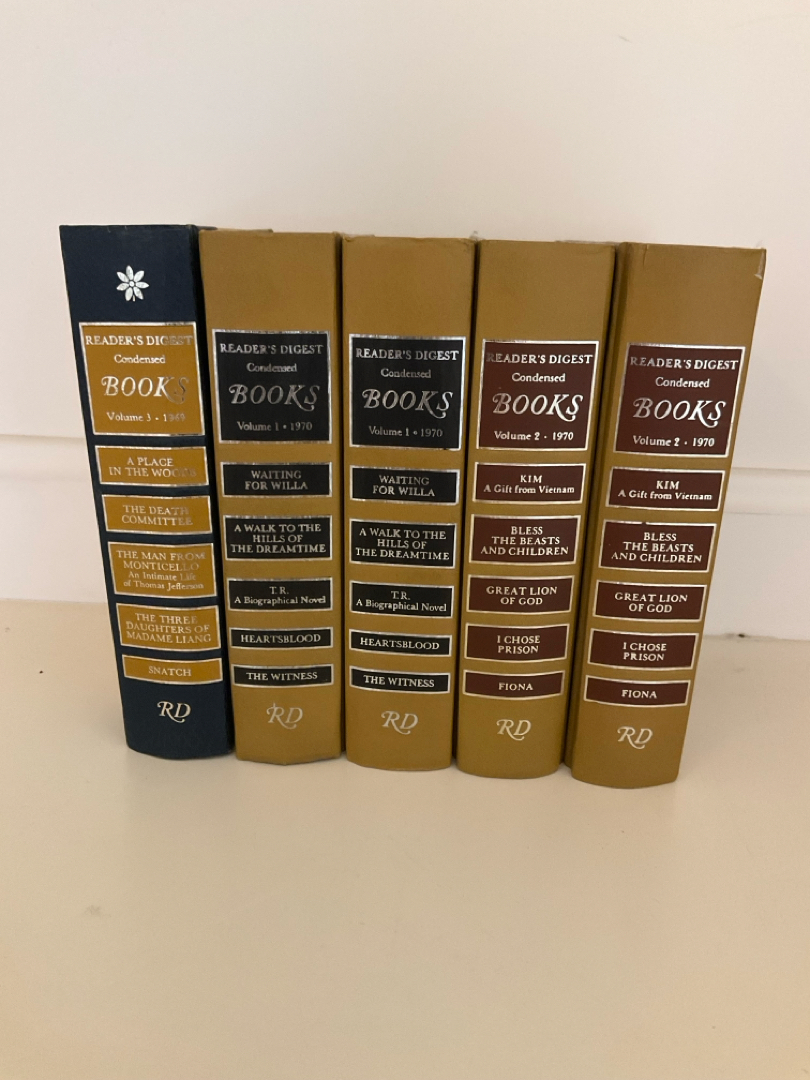 READER'S DIGEST
Condensed
BOOKS
Volume 3 • 1969
A PLACE
IN THE WOODS
THE DEATH
COMMITTEE
THE MAN FROM
MONTICELLO
An Intimate Life
of Thomas Jefferson
THE THREE
DAUGHTERS OF
MADAME LIANG
SNATCH
RD
READER'S DIGEST
Condensed
BOOKS
Volume 1 • 1970
WAITING
FOR WILLA
A WALK TO THE
HILLS OF
THE DREAMTIME
T.R.
A Biographical Novel
HEARTSBLOOD
THE WITNESS
RD
READER'S DIGEST
Condensed
BOOKS
Volume 1 • 1970
WAITING
FOR WILLA
A WALK TO THE
HILLS OF
THE DREAMTIME
T.R.
A Biographical Novel
HEARTSBLOOD
THE WITNESS
RD
READER'S DIGEST
Condensed
BOOKS
Volume 2 • 1970
KIM
A Gift from Vietnam
BLESS
THE BEASTS
AND CHILDREN
GREAT LION
OF GOD
I CHOSE
PRISON
FIONA
RD
READER'S DIGEST
Condensed
BOOKS
Volume 2 • 1970
KIM
A Gift from Vietnam
BLESS
THE BEASTS
AND CHILDREN
GREAT LION
OF GOD
I CHOSE
PRISON
FIONA
RD